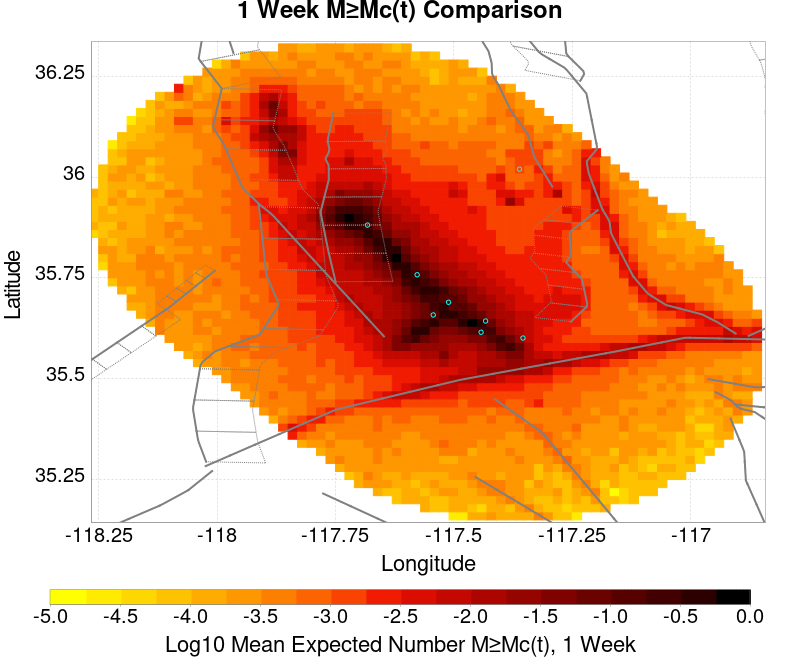 1 Week M≥Mc(t) Comparison
36.25
36
35.75
35.5
35.25
Latitude
-118.25 -118 -117.75 -117.5 -117.25 -117
Longitude
-5.0 -4.5 -4.0 -3.5 -3.0 -2.5 -2.0 -1.5 -1.0 -0.5 0.0
Log10 Mean Expected Number M≥Mc(t), 1 Week